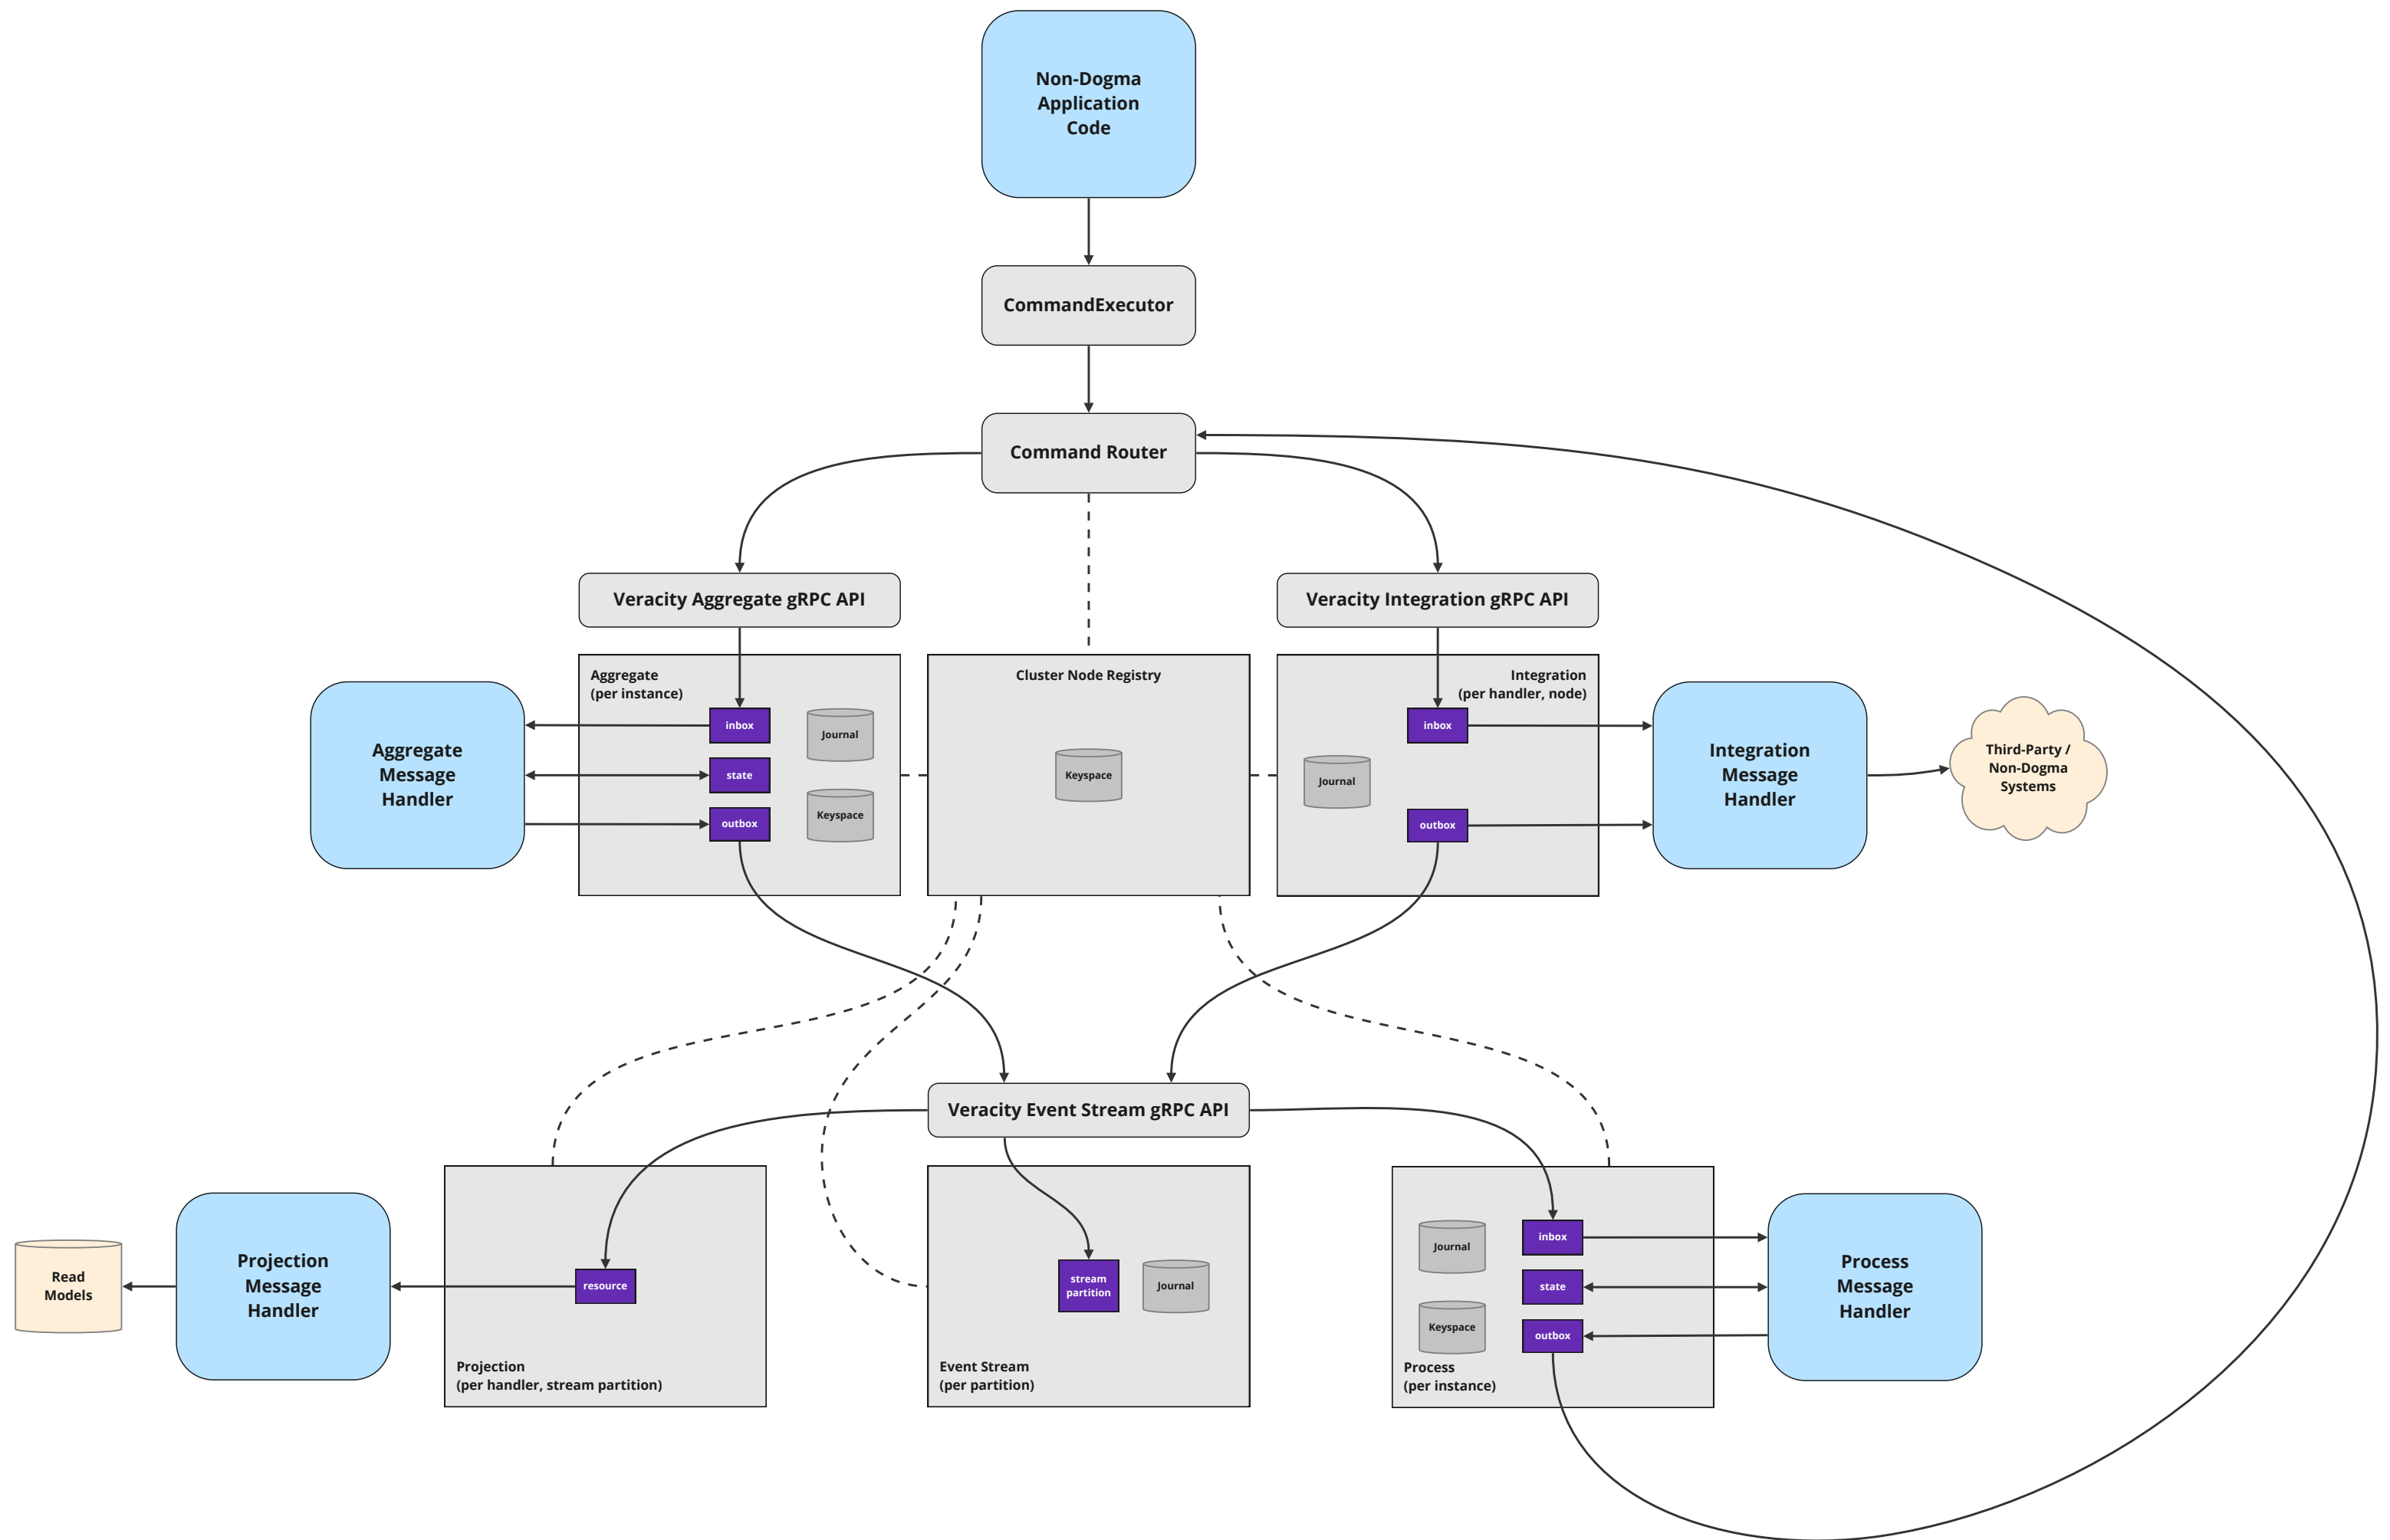 Non-Dogma
Application
Code
CommandExecutor
Command Router
Veracity Aggregate gRPC API
Veracity Integration gRPC API
Aggregate
(per instance)
inbox
state
outbox
Journal
Keyspace
Aggregate
Message
Handler
Cluster Node Registry
Keyspace
Integration
(per handler, node)
inbox
Journal
outbox
Integration
Message
Handler
Third-Party /
Non-Dogma
Systems
Veracity Event Stream gRPC API
Read
Models
Projection
Message
Handler
resource
Projection
(per handler, stream partition)
stream
partition
Journal
Event Stream
(per partition)
Journal
Keyspace
inbox
state
outbox
Process
(per instance)
Process
Message
Handler